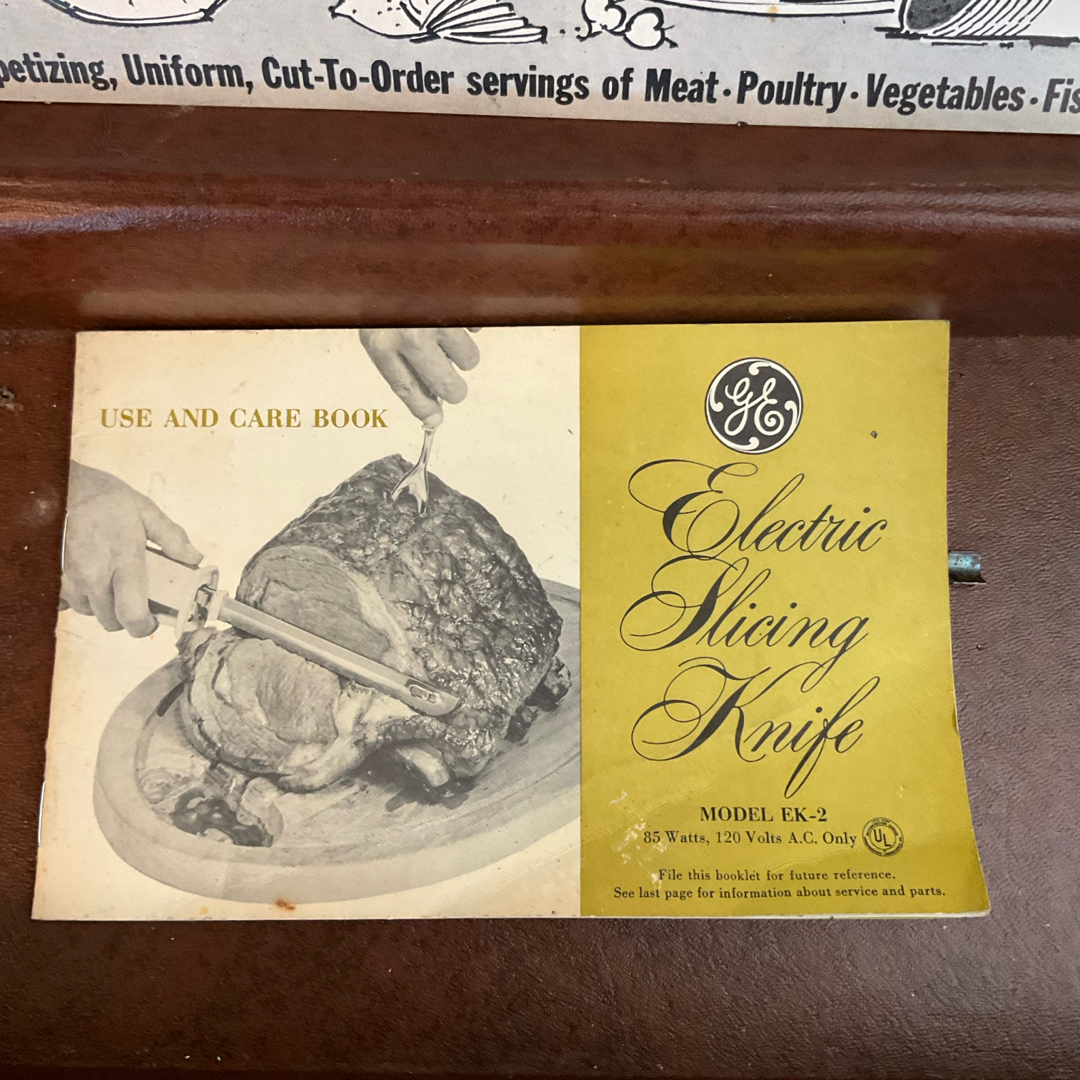 petizing, Uniform, Cut-To-Order servings of Meat · Poultry · Vegetables · Fis
USE AND CARE BOOK
GE
Electric
Slicing
Knife
MODEL EK-2
85 Watts, 120 Volts A.C. Only UL
File this booklet for future reference.
See last page for information about service and parts.